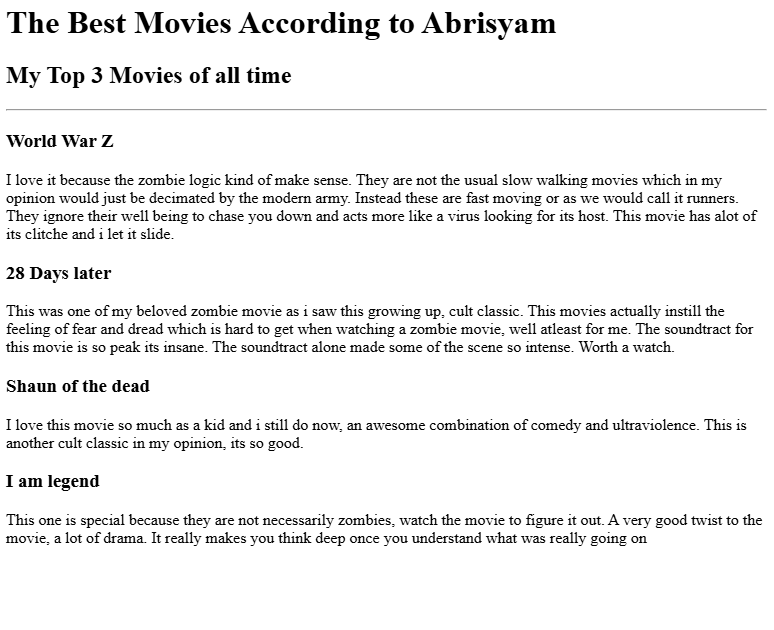 The Best Movies According to Abrisyam
My Top 3 Movies of all time
World War Z
I love it because the zombie logic kind of make sense. They are not the usual slow walking movies which in my
opinion would just be decimated by the modern army. Instead these are fast moving or as we would call it runners.
They ignore their well being to chase you down and acts more like a virus looking for its host. This movie has alot of
its clitche and i let it slide.
28 Days later
This was one of my beloved zombie movie as i saw this growing up, cult classic. This movies actually instill the
feeling of fear and dread which is hard to get when watching a zombie movie, well atleast for me. The soundtract for
this movie is so peak its insane. The soundtract alone made some of the scene so intense. Worth a watch.
Shaun of the dead
I love this movie so much as a kid and i still do now, an awesome combination of comedy and ultraviolence. This is
another cult classic in my opinion, its so good.
I am legend
This one is special because they are not necessarily zombies, watch the movie to figure it out. A very good twist to the
movie, a lot of drama. It really makes you think deep once you understand what was really going on